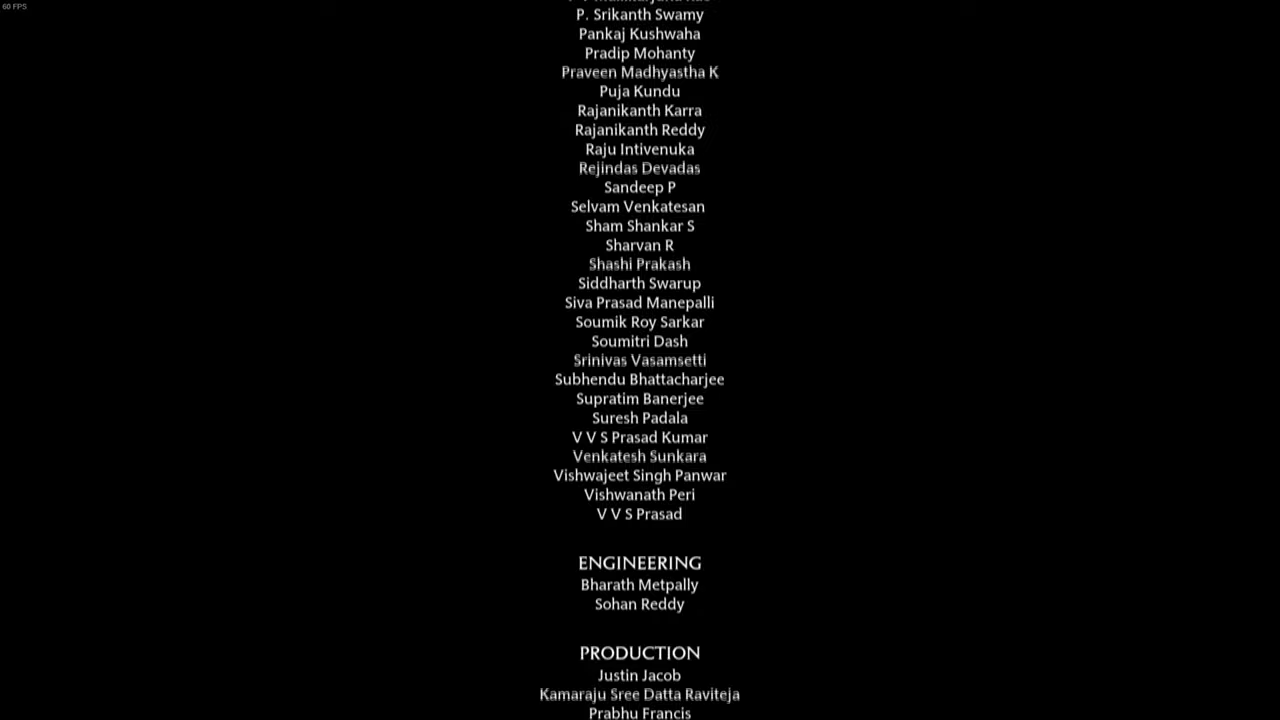 60 FPS
P. Srikanth Swamy
Pankaj Kushwaha
Pradip Mohanty
Praveen Madhyastha K
Puja Kundu
Rajanikanth Karra
Rajanikanth Reddy
Raju Intivenuka
Rejindas Devadas
Sandeep P
Selvam Venkatesan
Sham Shankar S
Sharvan R
Shashi Prakash
Siddharth Swarup
Siva Prasad Manepalli
Soumik Roy Sarkar
Soumitri Dash
Srinivas Vasamsetti
Subhendu Bhattacharjee
Supratim Banerjee
Suresh Padala
V V S Prasad Kumar
Venkatesh Sunkara
Vishwajeet Singh Panwar
Vishwanath Peri
V V S Prasad
ENGINEERING
Bharath Metpally
Sohan Reddy
PRODUCTION
Justin Jacob
Kamaraju Sree Datta Raviteja
Prabhu Francis